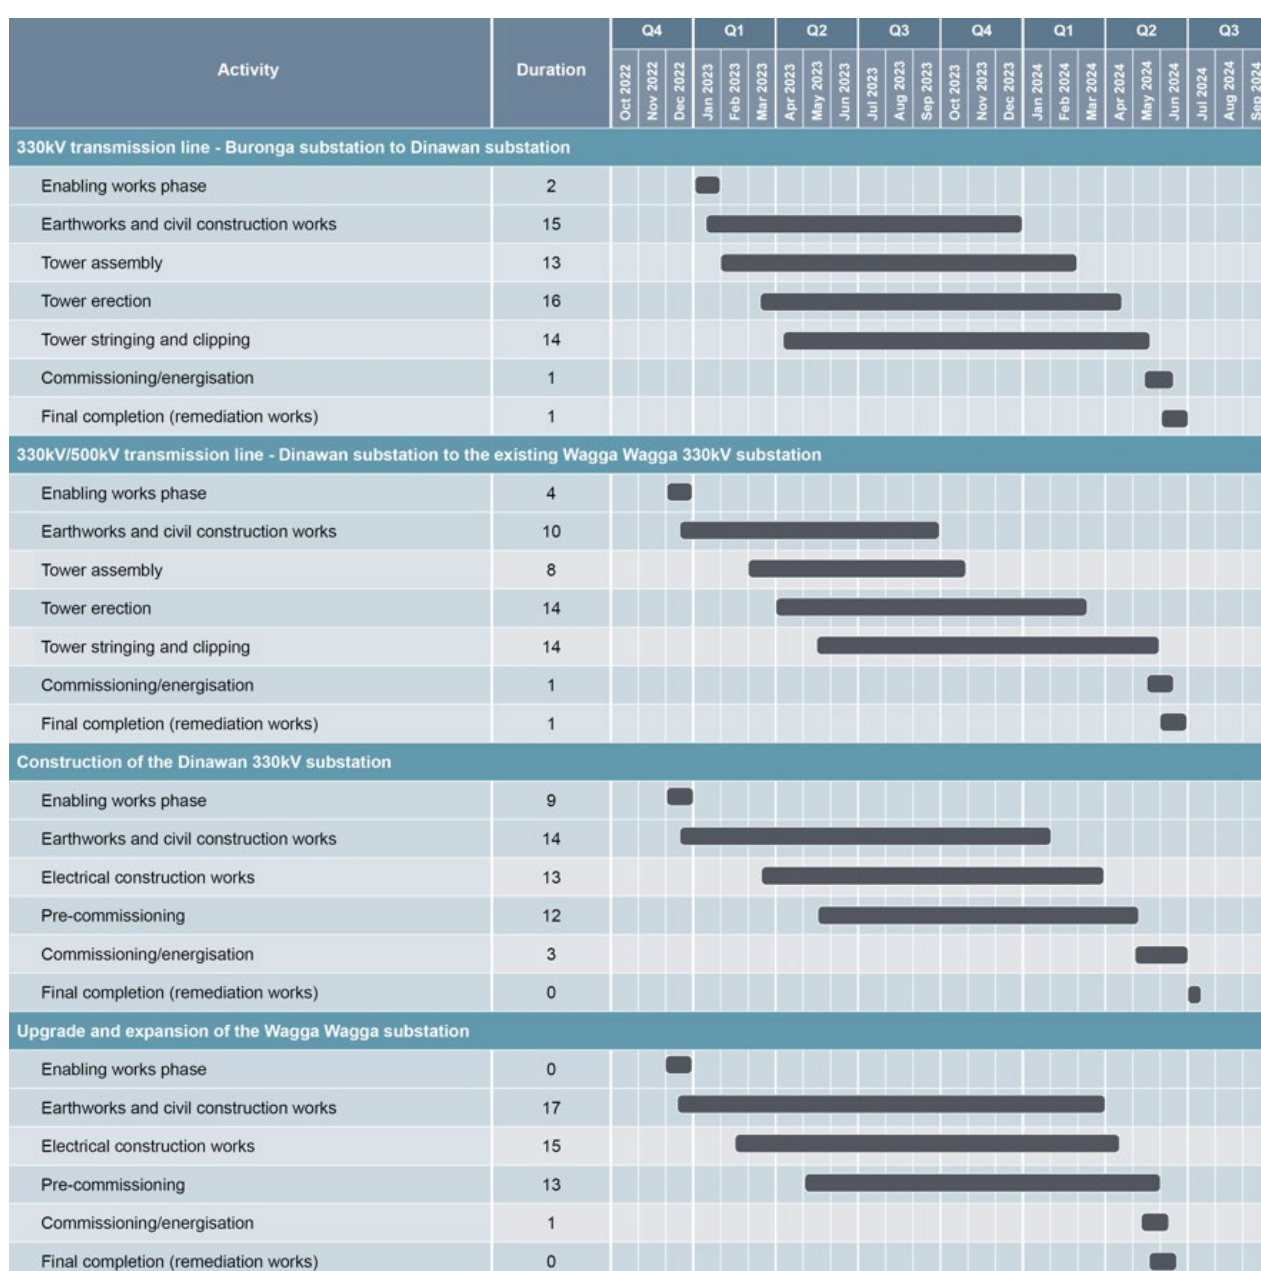 Activity Duration Q4 Q1 Q2 Q3 Q4 Q1 Q2 Q3
Oct 2022 Nov 2022 Dec 2022 Jan 2023 Feb 2023 Mar 2023 Apr 2023 May 2023 Jun 2023 Jul 2023 Aug 2023 Sep 2023 Oct 2023 Nov 2023 Dec 2023 Jan 2024 Feb 2024 Mar 2024 Apr 2024 May 2024 Jun 2024 Jul 2024 Aug 2024 Sep 2024
330kV transmission line - Buronga substation to Dinawan substation
Enabling works phase 2
Earthworks and civil construction works 15
Tower assembly 13
Tower erection 16
Tower stringing and clipping 14
Commissioning/energisation 1
Final completion (remediation works) 1
330kV/500kV transmission line - Dinawan substation to the existing Wagga Wagga 330kV substation
Enabling works phase 4
Earthworks and civil construction works 10
Tower assembly 8
Tower erection 14
Tower stringing and clipping 14
Commissioning/energisation 1
Final completion (remediation works) 1
Construction of the Dinawan 330kV substation
Enabling works phase 9
Earthworks and civil construction works 14
Electrical construction works 13
Pre-commissioning 12
Commissioning/energisation 3
Final completion (remediation works) 0
Upgrade and expansion of the Wagga Wagga substation
Enabling works phase 0
Earthworks and civil construction works 17
Electrical construction works 15
Pre-commissioning 13
Commissioning/energisation 1
Final completion (remediation works) 0